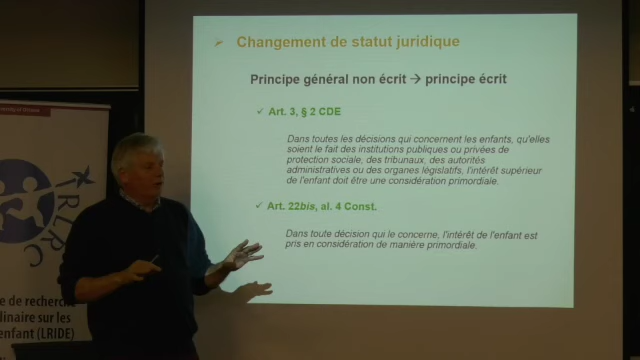 Changement de statut juridique
Principe général non écrit → principe écrit
Art. 3, § 2 CDE
Dans toutes les décisions qui concernent les enfants, qu'elles
soient le fait des institutions publiques ou privées de
protection sociale, des tribunaux, des autorités
administratives ou des organes législatifs, l'intérêt supérieur
de l'enfant doit être une considération primordiale.
Art. 22bis, al. 4 Const.
Dans toute décision qui le concerne, l'intérêt de l'enfant est
pris en considération de manière primordiale.
IRLRC
e de recherche
dinaire sur les
enfant (LRIDE)